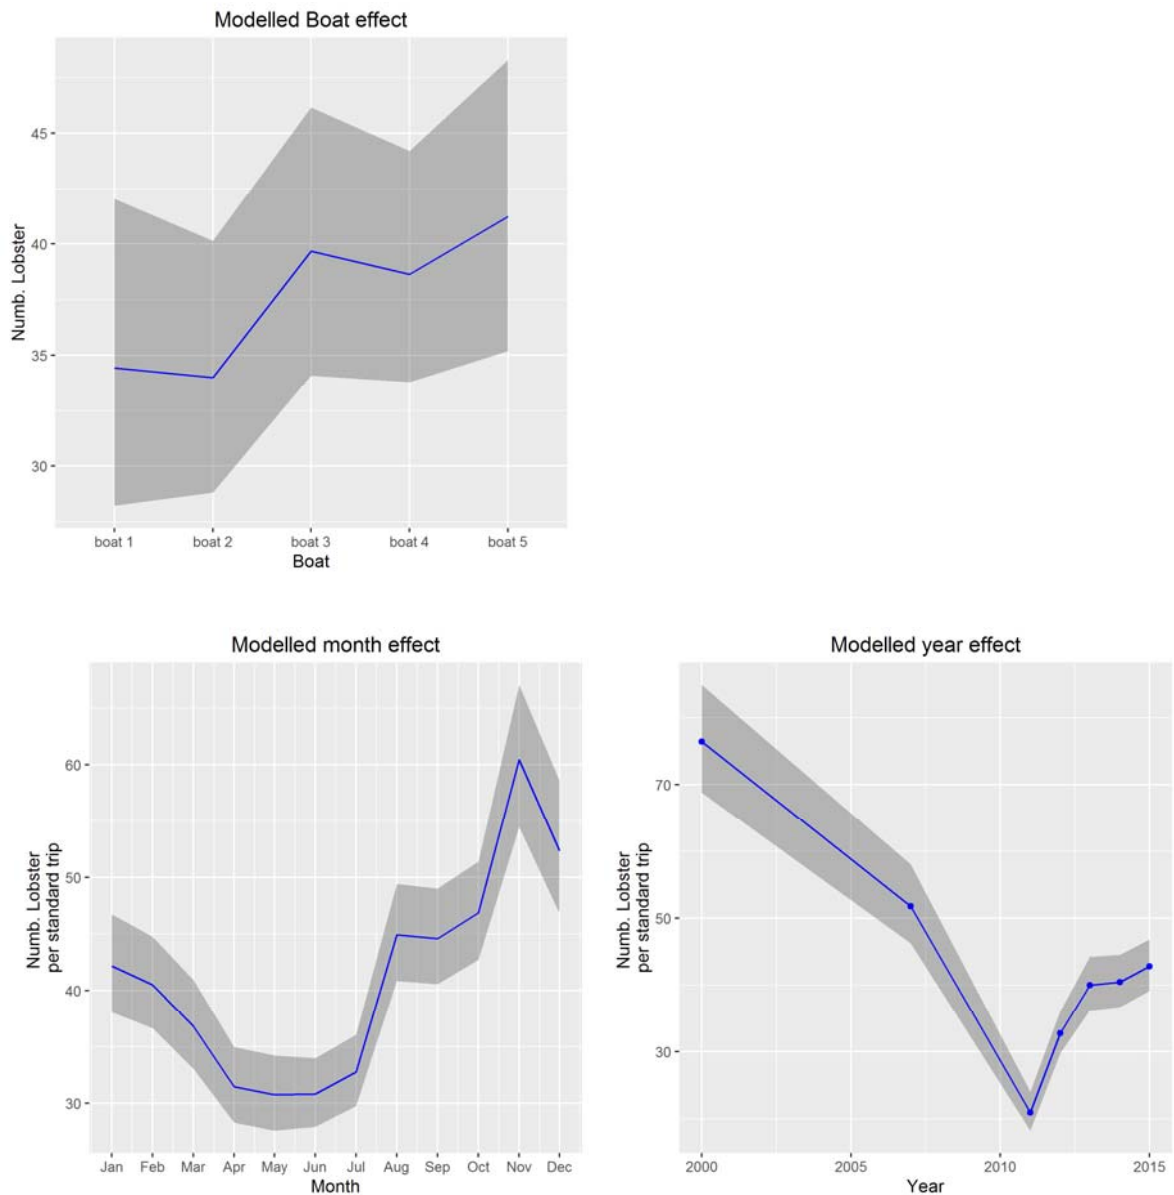 Modelled Boat effect
Numb. Lobster
45
40
35
30
boat 1 boat 2 boat 3 boat 4 boat 5
Boat
Modelled month effect
Numb. Lobster
per standard trip
60
50
40
30
Jan Feb Mar Apr May Jun Jul Aug Sep Oct Nov Dec
Month
Modelled year effect
Numb. Lobster
per standard trip
70
50
30
2000 2005 2010 2015
Year